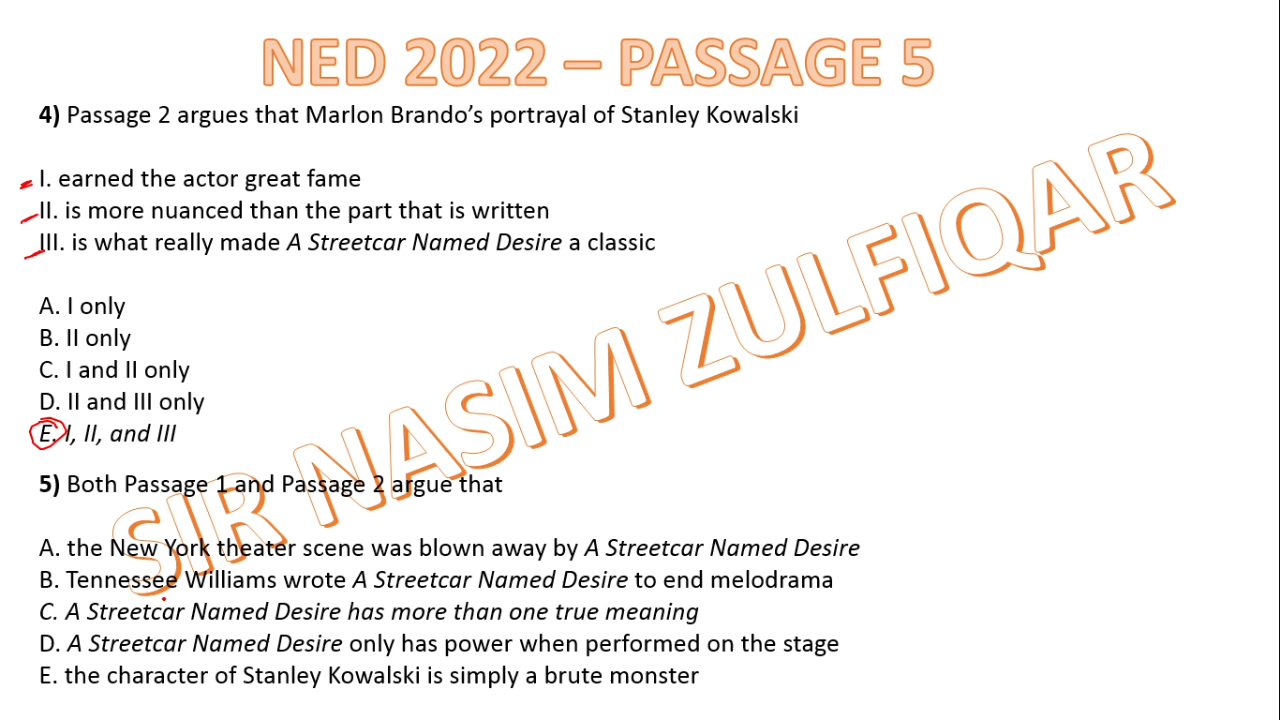 NED 2022 – PASSAGE 5
4) Passage 2 argues that Marlon Brando’s portrayal of Stanley Kowalski
I. earned the actor great fame
II. is more nuanced than the part that is written
III. is what really made A Streetcar Named Desire a classic
A. I only
B. II only
C. I and II only
D. II and III only
E. I, II, and III
SIR NASIM ZULFIQAR
5) Both Passage 1 and Passage 2 argue that
A. the New York theater scene was blown away by A Streetcar Named Desire
B. Tennessee Williams wrote A Streetcar Named Desire to end melodrama
C. A Streetcar Named Desire has more than one true meaning
D. A Streetcar Named Desire only has power when performed on the stage
E. the character of Stanley Kowalski is simply a brute monster